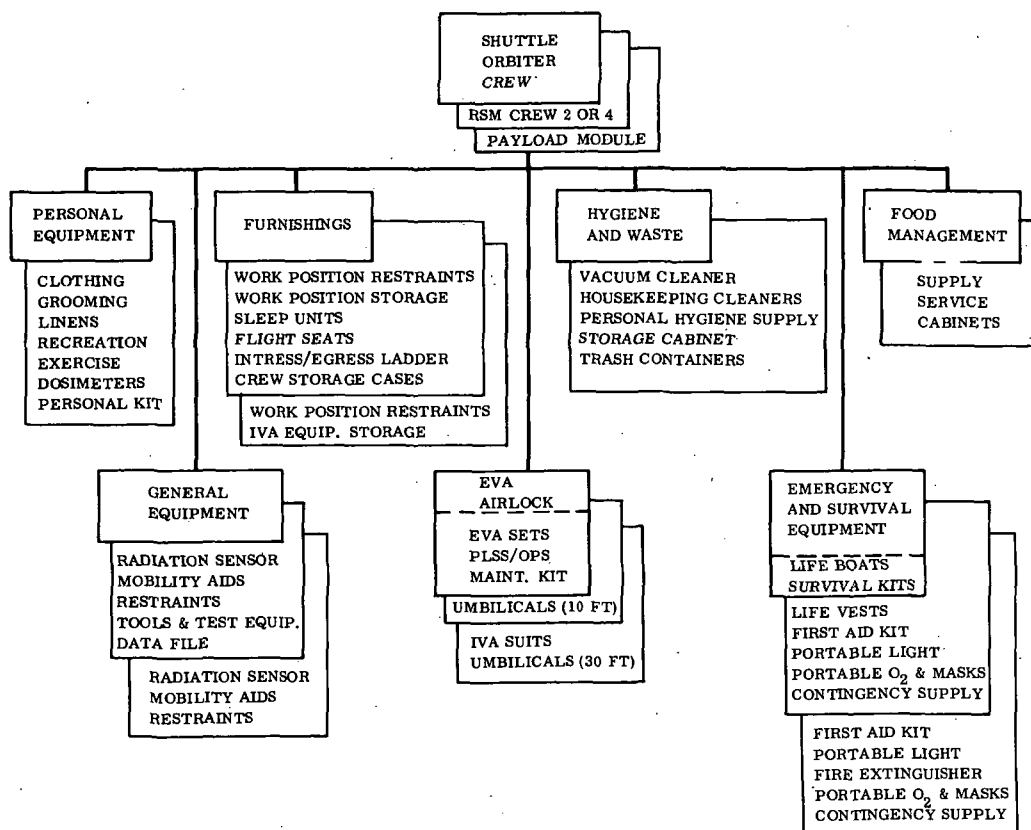 SHUTTLE
ORBITER
CREW
RSM CREW 2 OR 4
PAYLOAD MODULE
PERSONAL
EQUIPMENT
CLOTHING
GROOMING
LINENS
RECREATION
EXERCISE
DOSIMETERS
PERSONAL KIT
FURNISHINGS
WORK POSITION RESTRAINTS
WORK POSITION STORAGE
SLEEP UNITS
FLIGHT SEATS
INTRESS/EGRESS LADDER
CREW STORAGE CASES
WORK POSITION RESTRAINTS
IVA EQUIP. STORAGE
HYGIENE
AND WASTE
VACUUM CLEANER
HOUSEKEEPING CLEANERS
PERSONAL HYGIENE SUPPLY
STORAGE CABINET
TRASH CONTAINERS
FOOD
MANAGEMENT
SUPPLY
SERVICE
CABINETS
GENERAL
EQUIPMENT
RADIATION SENSOR
MOBILITY AIDS
RESTRAINTS
TOOLS & TEST EQUIP.
DATA FILE
RADIATION SENSOR
MOBILITY AIDS
RESTRAINTS
EVA
AIRLOCK
EVA SETS
PLSS/OPS
MAINT. KIT
UMBILICALS (10 FT)
IVA SUITS
UMBILICALS (30 FT)
EMERGENCY
AND SURVIVAL
EQUIPMENT
LIFE BOATS
SURVIVAL KITS
LIFE VESTS
FIRST AID KIT
PORTABLE LIGHT
PORTABLE O2 & MASKS
CONTINGENCY SUPPLY
FIRST AID KIT
PORTABLE LIGHT
FIRE EXTINGUISHER
PORTABLE O2 & MASKS
CONTINGENCY SUPPLY